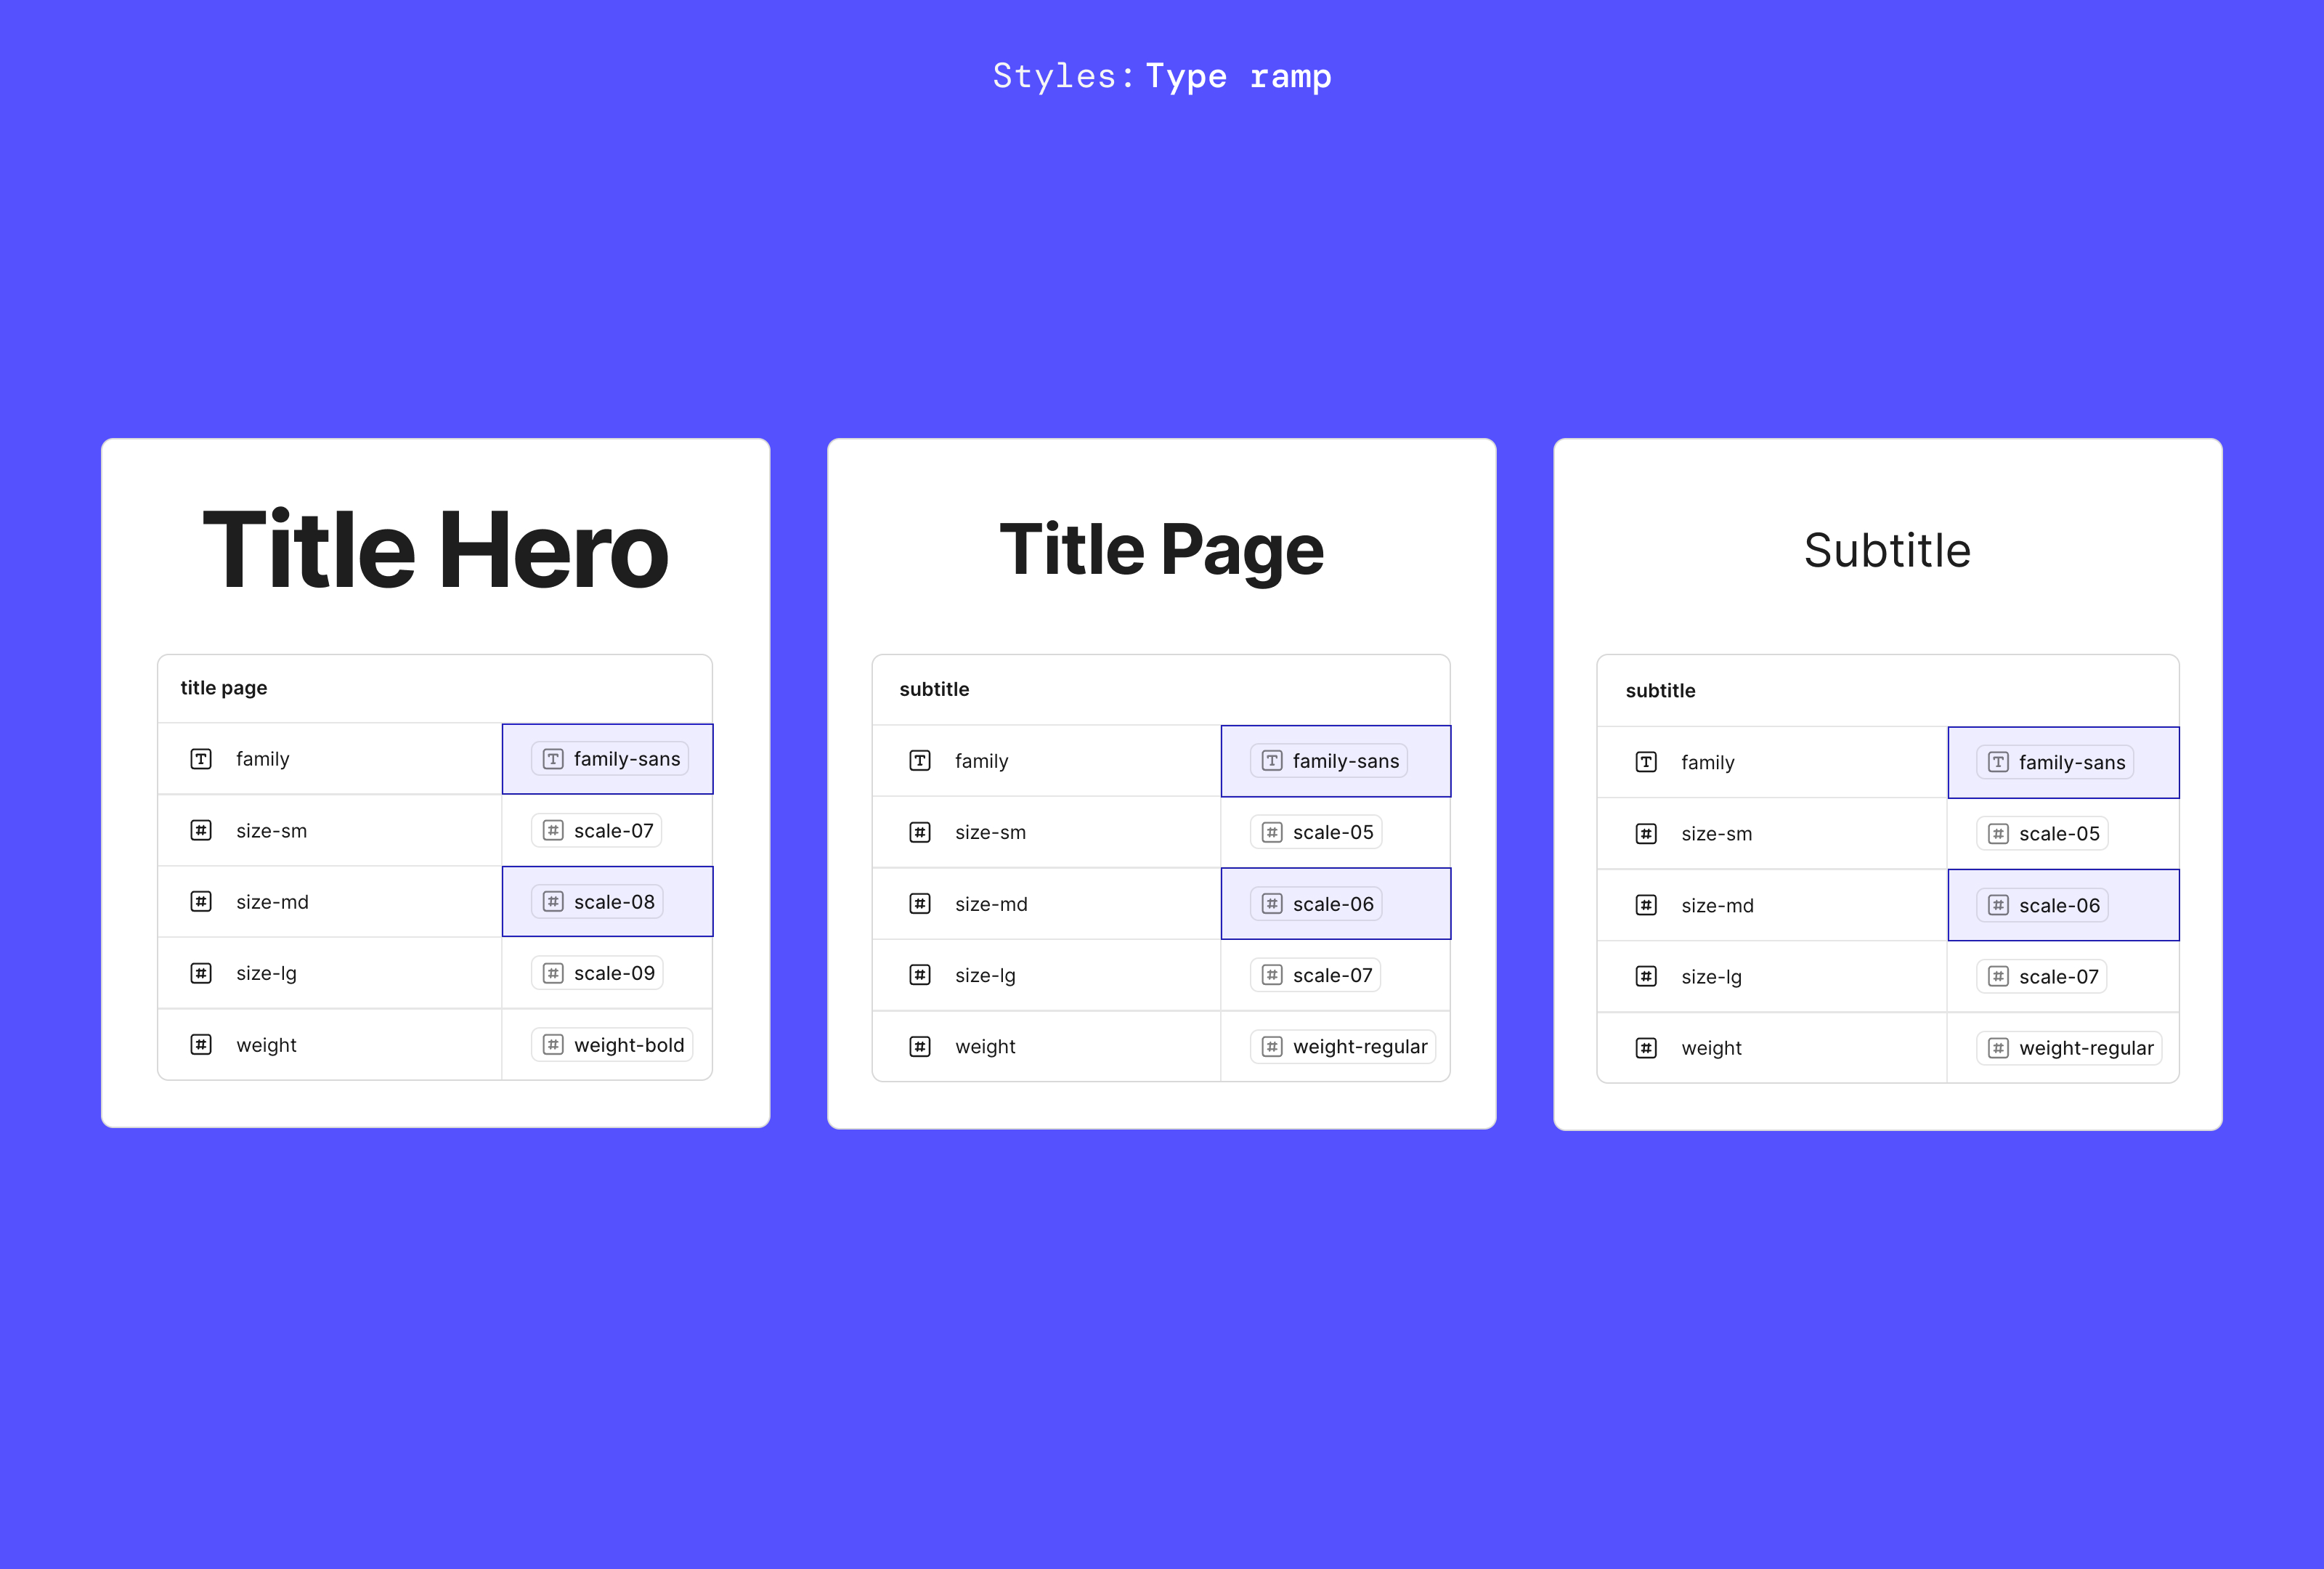 Styles: Type ramp
Title Hero
title page
family family-sans
size-sm scale-07
size-md scale-08
size-lg scale-09
weight weight-bold
Title Page
subtitle
family family-sans
size-sm scale-05
size-md scale-06
size-lg scale-07
weight weight-regular
Subtitle
subtitle
family family-sans
size-sm scale-05
size-md scale-06
size-lg scale-07
weight weight-regular